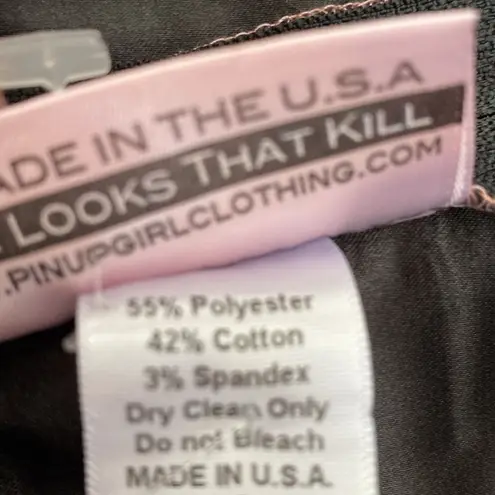 ADE IN THE U.S.A
LOOKS THAT KILL
.PINUPGIRLCLOTHING.COM
55% Polyester
42% Cotton
3% Spandex
Dry Clean Only
Do not Bleach
MADE IN U.S.A.